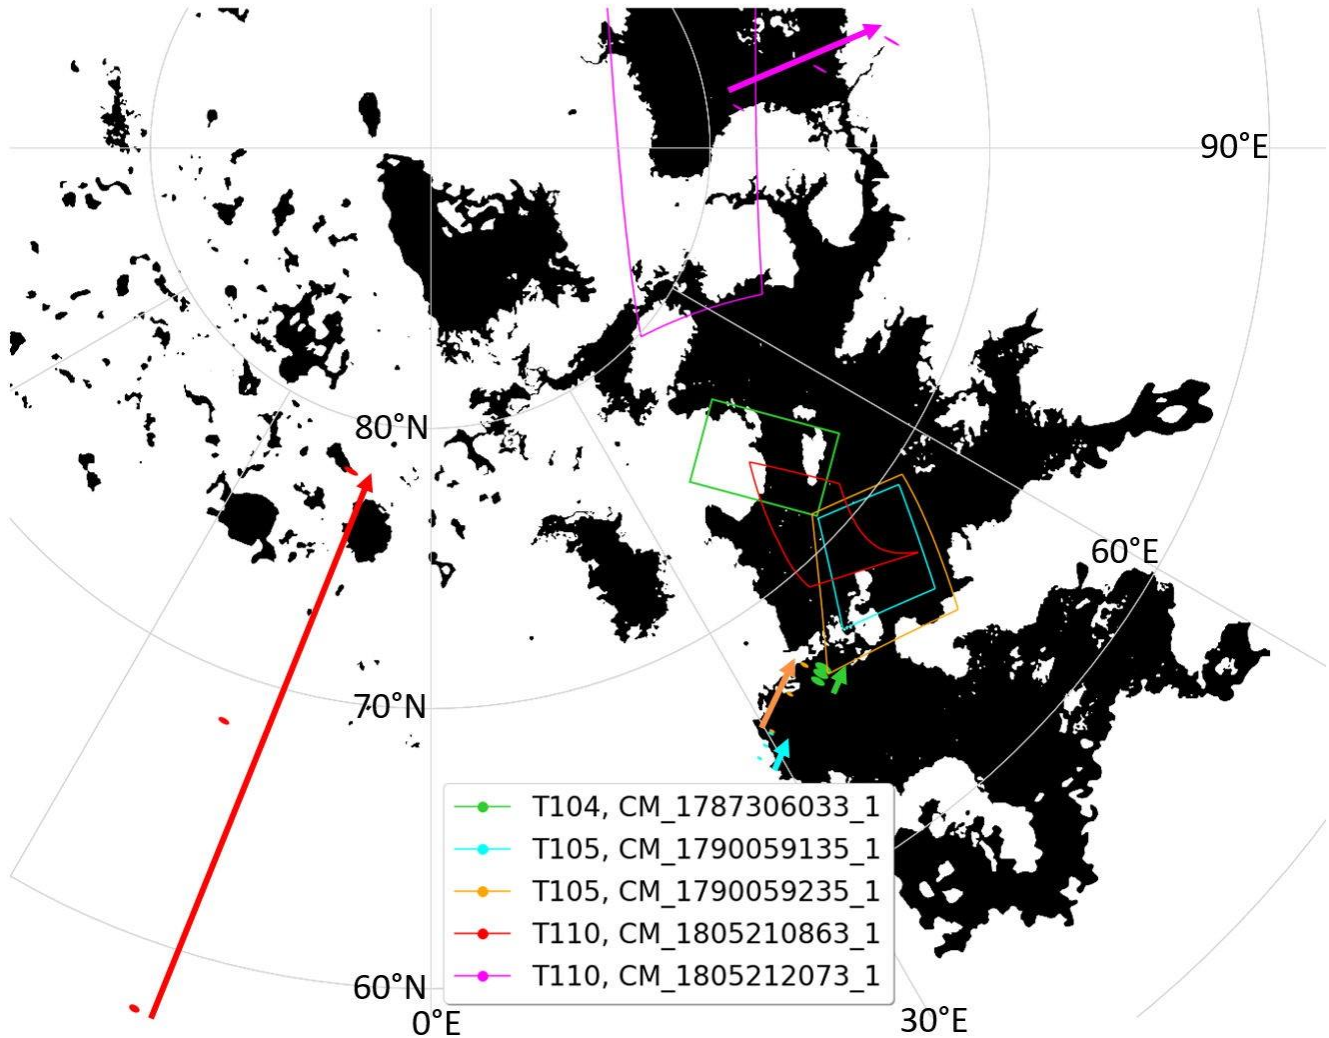 90°E
80°N
60°E
70°N
T104, CM_1787306033_1
T105, CM_1790059135_1
T105, CM_1790059235_1
T110, CM_1805210863_1
T110, CM_1805212073_1
60°N
0°E
30°E